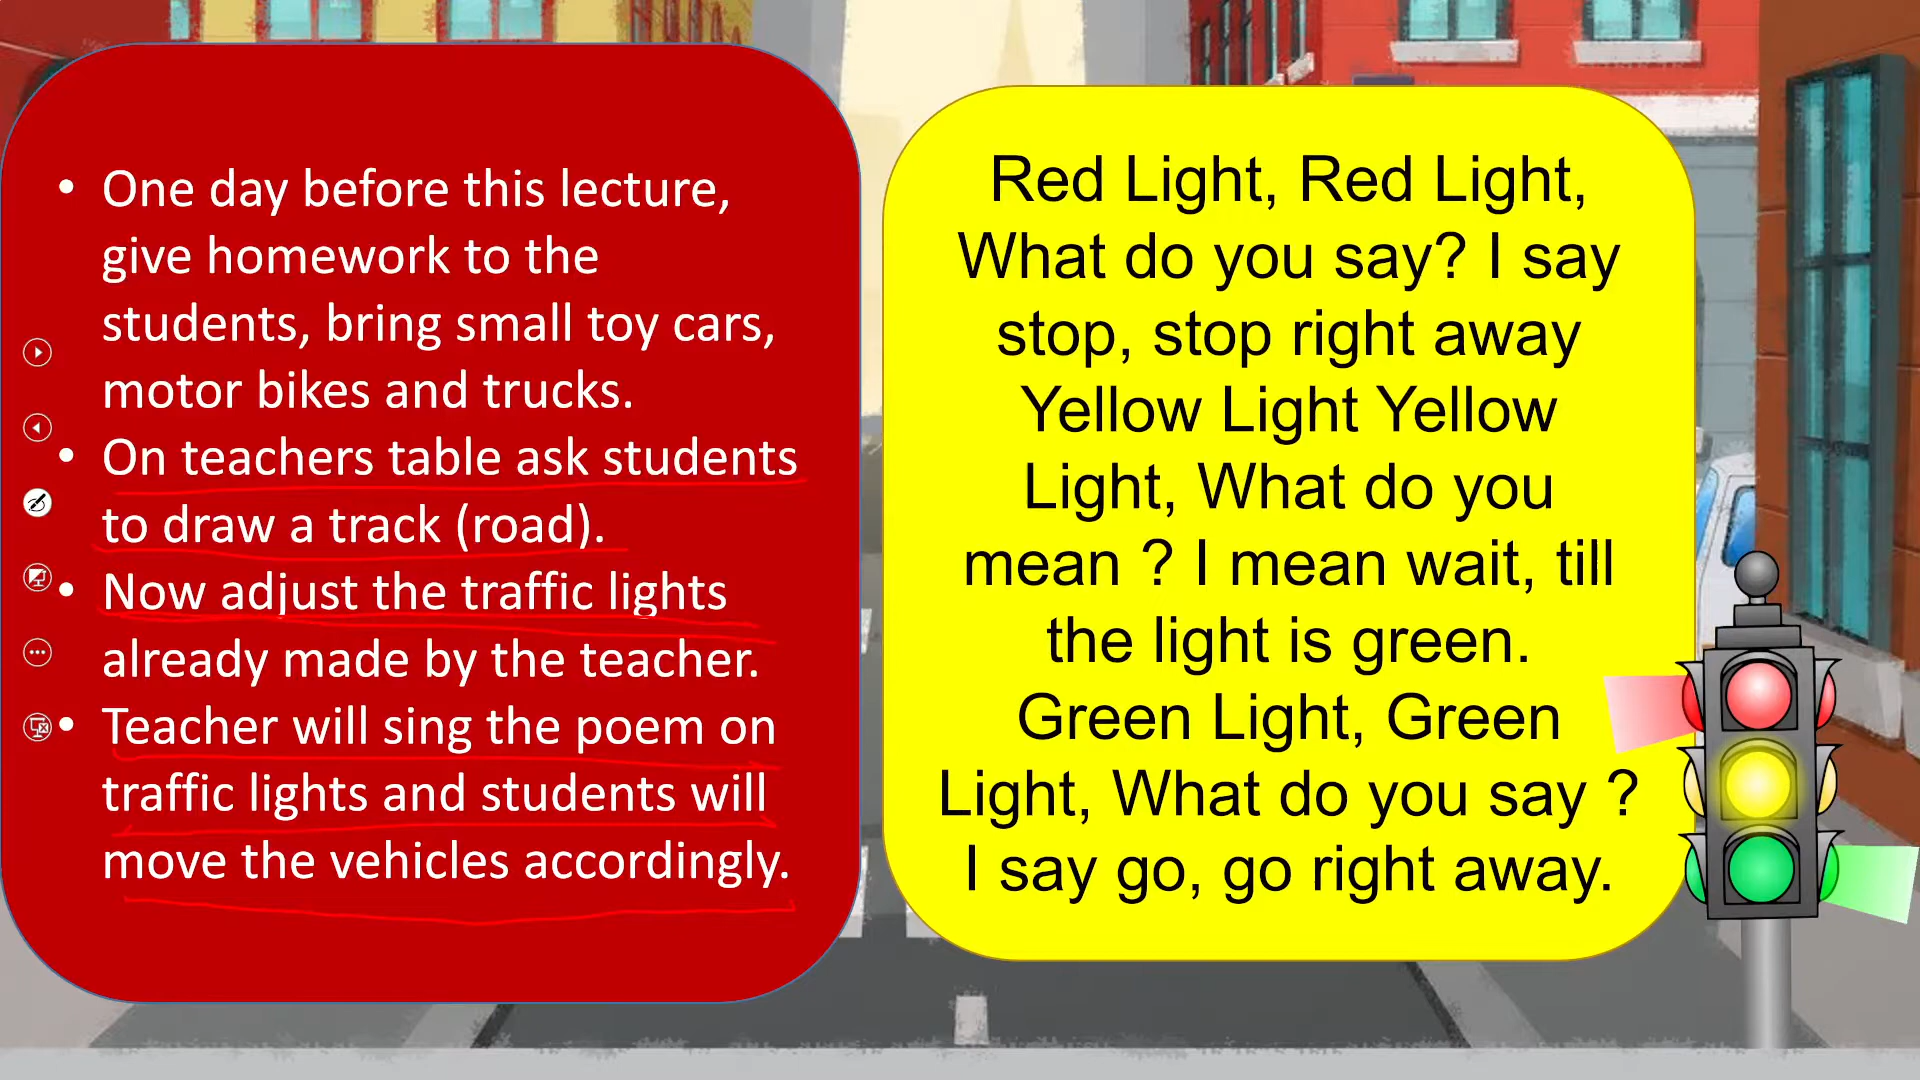 • One day before this lecture,
give homework to the
students, bring small toy cars,
motor bikes and trucks.
• On teachers table ask students
to draw a track (road).
• Now adjust the traffic lights
already made by the teacher.
• Teacher will sing the poem on
traffic lights and students will
move the vehicles accordingly.
Red Light, Red Light,
What do you say? I say
stop, stop right away
Yellow Light Yellow
Light, What do you
mean ? I mean wait, till
the light is green.
Green Light, Green
Light, What do you say ?
I say go, go right away.